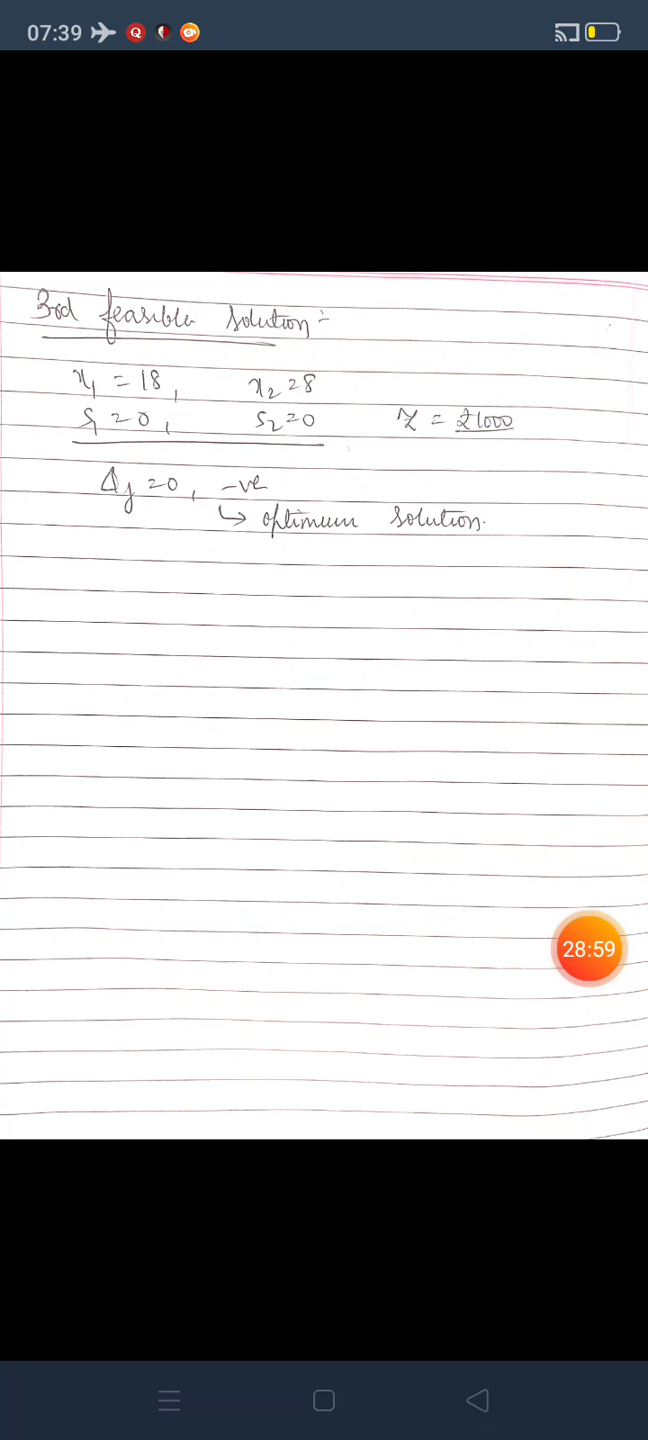 07:39
3rd feasible solution:-
x₁ = 18, x₂ = 8
S₁ = 0, S₂ = 0 Z = 21000
Δj = 0, -ve
↳ optimum solution.
28:59